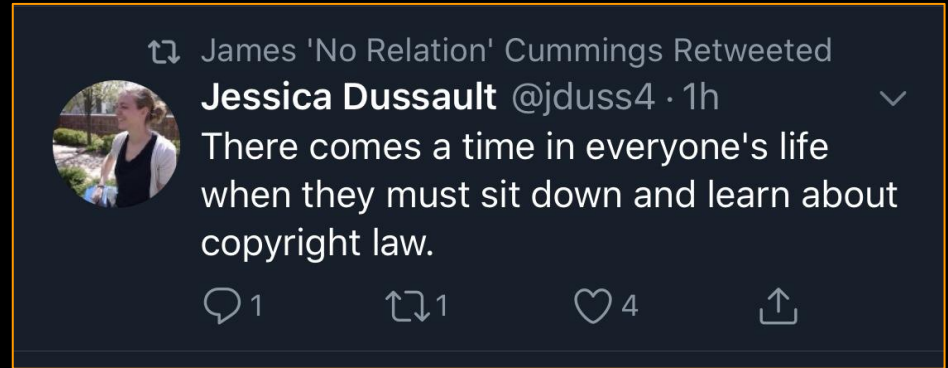 James 'No Relation' Cummings Retweeted
Jessica Dussault @jduss4 · 1h
There comes a time in everyone's life
when they must sit down and learn about
copyright law.
1 1 4